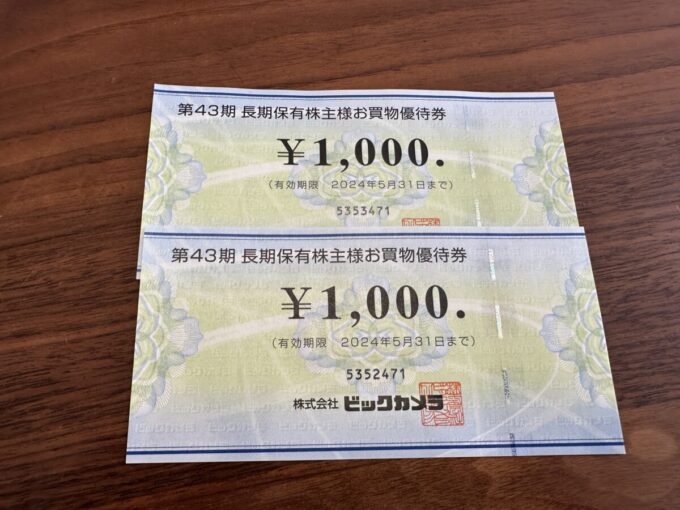 第43期 長期保有株主様お買物優待券
¥1,000.
(有効期限 2024年5月31日まで)
5353471
第43期 長期保有株主様お買物優待券
¥1,000.
(有効期限 2024年5月31日まで)
5352471
株式会社 ビックカメラ